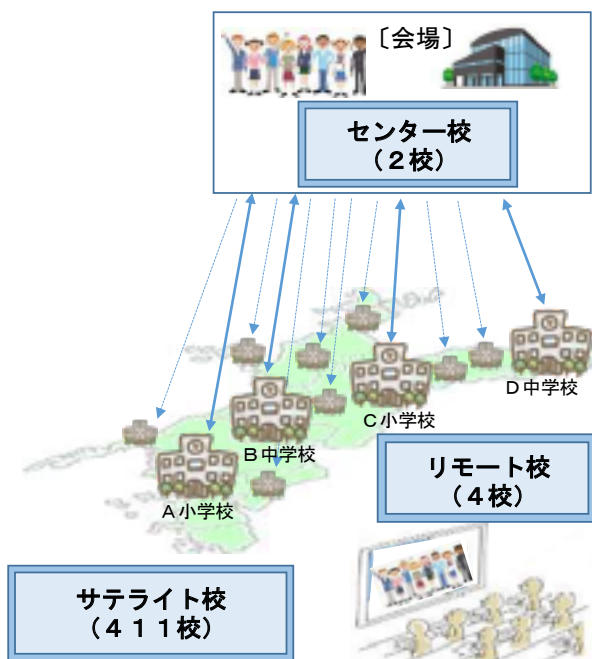 〔会場〕
センター校
（２校）
D中学校
C小学校
B中学校
A小学校
リモート校
（４校）
サテライト校
（４１１校）